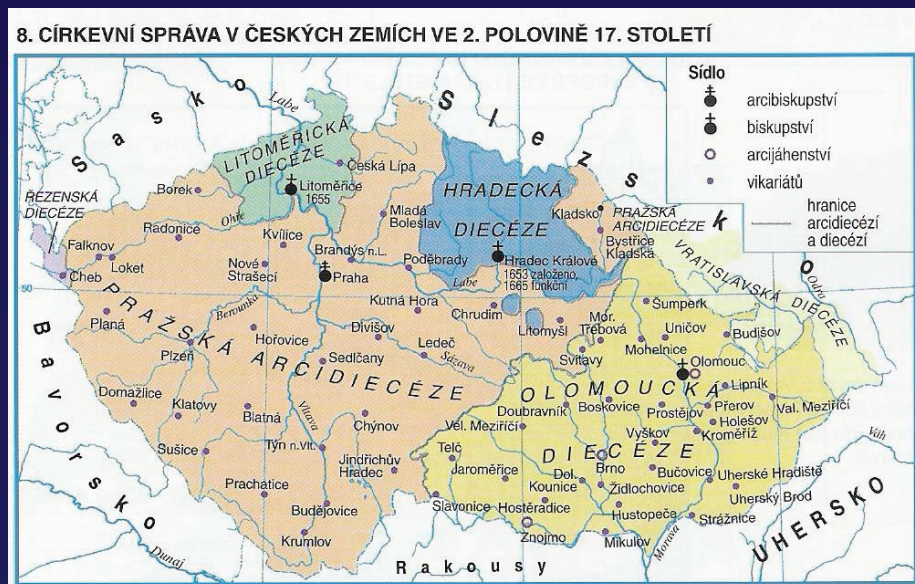 8. CÍRKEVNÍ SPRÁVA V ČESKÝCH ZEMÍCH VE 2. POLOVINĚ 17. STOLETÍ
Sídlo
arcibiskupství
biskupství
arcijáhenství
vikariátů
hranice
arcidiecézí
a diecézí
Sasko
Labe
Slezsko
LITOMĚŘICKÁ
DIECÉZE
Česká Lípa
Litoměřice
1655
HRADECKÁ
DIECÉZE
Hradec Králové
1653 založeno,
1665 funkční
Kladsko
PRAŽSKÁ
ARCIDIECÉZE
Bystřice
Kladská
VRATISLAVSKÁ DIECÉZE
Odra
ŘEZENSKÁ
DIECÉZE
Borek
Ohře
Radonice
Falknov
Loket
Cheb
Kvílice
Nové
Strašecí
Mladá
Boleslav
Brandýs n.L.
Praha
Poděbrady
Labe
50
PRAŽSKÁ ARCIDIECÉZE
Planá
Berounka
Plzeň
Hořovice
Kutná Hora
Chrudim
Litomyšl
Divišov
Ledeč
Sázava
Sedlčany
Domažlice
Klatovy
Blatná
Vltava
Chýnov
Sušice
Týn n.vlt.
Jindřichův
Hradec
Prachatice
Budějovice
Krumlov
Bavorsko
Dunaj
Mor.
Třebová
Svitavy
Šumperk
Uničov
Mohelnice
Budišov
Olomouc
OLOMOUCKÁ
DIECÉZE
Lipník
Doubravník
Boskovice
Prostějov
Přerov
Val. Meziříčí
Holešov
Vel. Meziříčí
Vyškov
Kroměříž
Telč
Jaroměřice
Brno
Dol.
Kounice
Bučovice
Uherské Hradiště
Židlochovice
Uherský Brod
Slavonice
Hostěradice
Hustopeče
Strážnice
Znojmo
Mikulov
Morava
Váh
UHERSKO
Rakousy